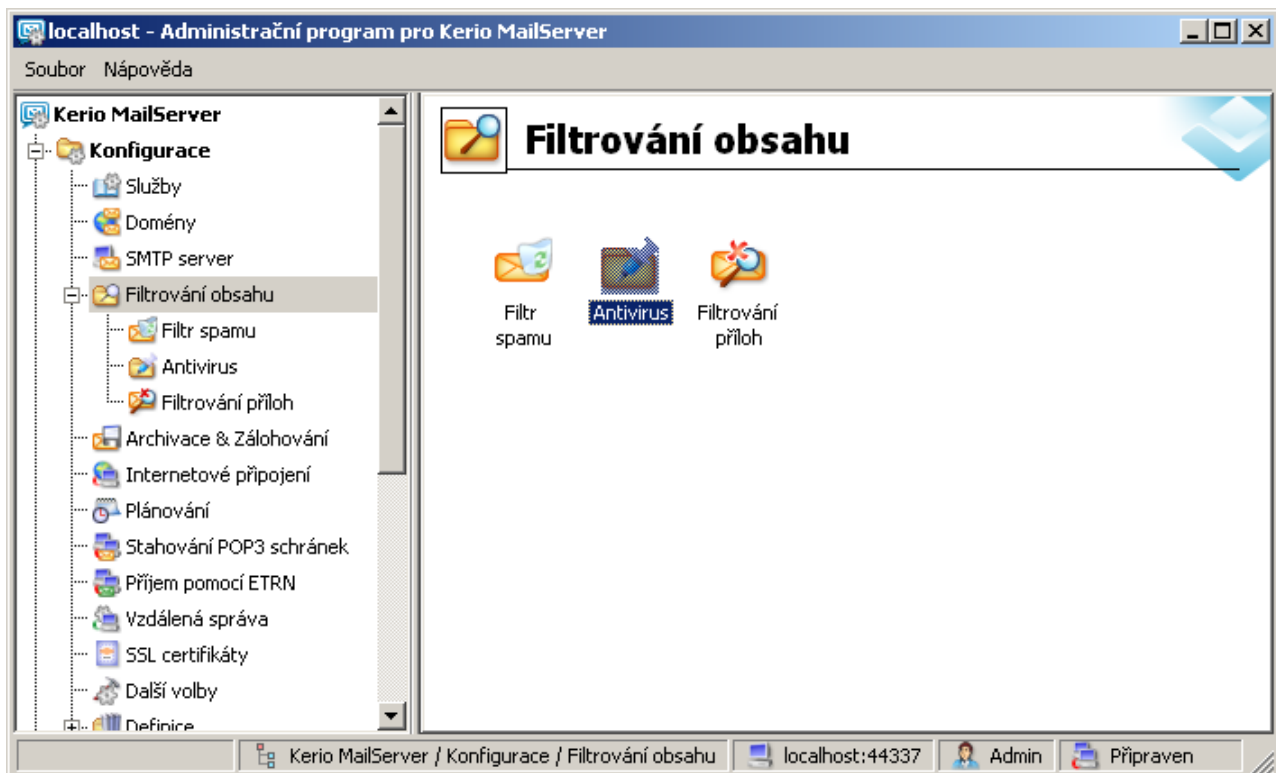 localhost - Administrační program pro Kerio MailServer
Soubor Nápověda
Kerio MailServer
Konfigurace
Služby
Domény
SMTP server
Filtrování obsahu
Filtr spamu
Antivirus
Filtrování příloh
Archivace & Zálohování
Internetové připojení
Plánování
Stahování POP3 schránek
Příjem pomocí ETRN
Vzdálená správa
SSL certifikáty
Další volby
Definice
Filtrování obsahu
Filtr
spamu
Antivirus
Filtrování
příloh
Kerio MailServer / Konfigurace / Filtrování obsahu localhost:44337 Admin Připraven